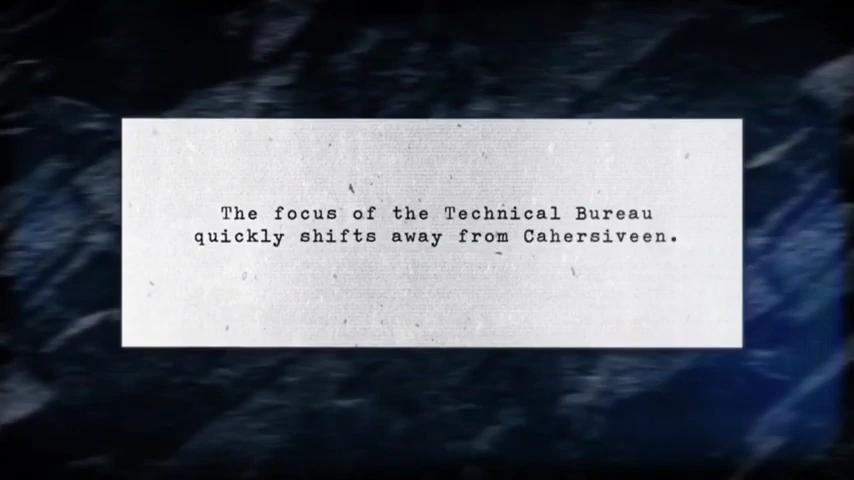 The focus of the Technical Bureau
quickly shifts away from Cahersiveen.